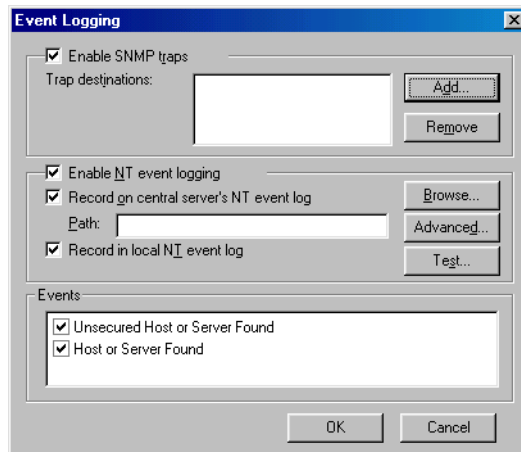 Event Logging
Enable SNMP traps
Trap destinations:
Add...
Remove
Enable NT event logging
Record on central server's NT event log
Browse...
Path:
Advanced...
Record in local NT event log
Test...
Events
Unsecured Host or Server Found
Host or Server Found
OK
Cancel